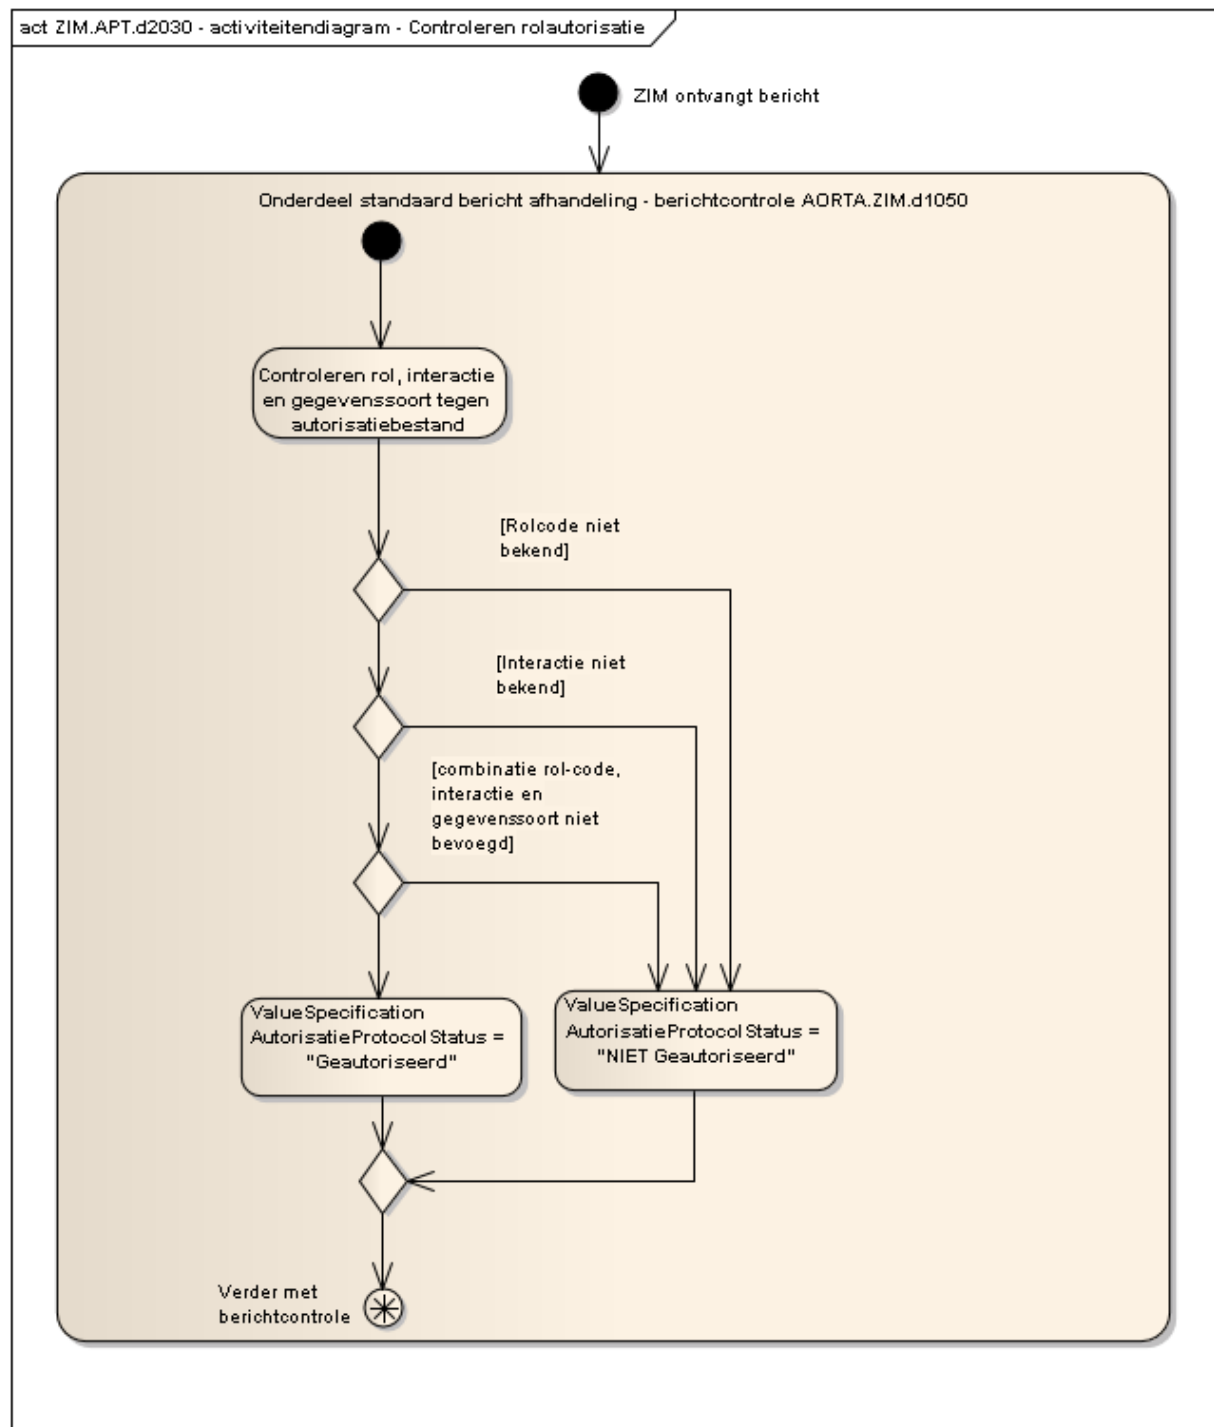 act ZIM.APT.d2030 - activiteitendiagram - Controleren rolautorisatie
ZIM ontvangt bericht
Onderdeel standaard bericht afhandeling - berichtcontrole AORTA.ZIM.d1050
Controleren rol, interactie
en gegevenssoort tegen
autorisatiebestand
[Rolcode niet
bekend]
[Interactie niet
bekend]
[combinatie rol-code,
interactie en
gegevenssoort niet
bevoegd]
ValueSpecification
AutorisatieProtocolStatus =
"Geautoriseerd"
ValueSpecification
AutorisatieProtocolStatus =
"NIET Geautoriseerd"
Verder met
berichtcontrole